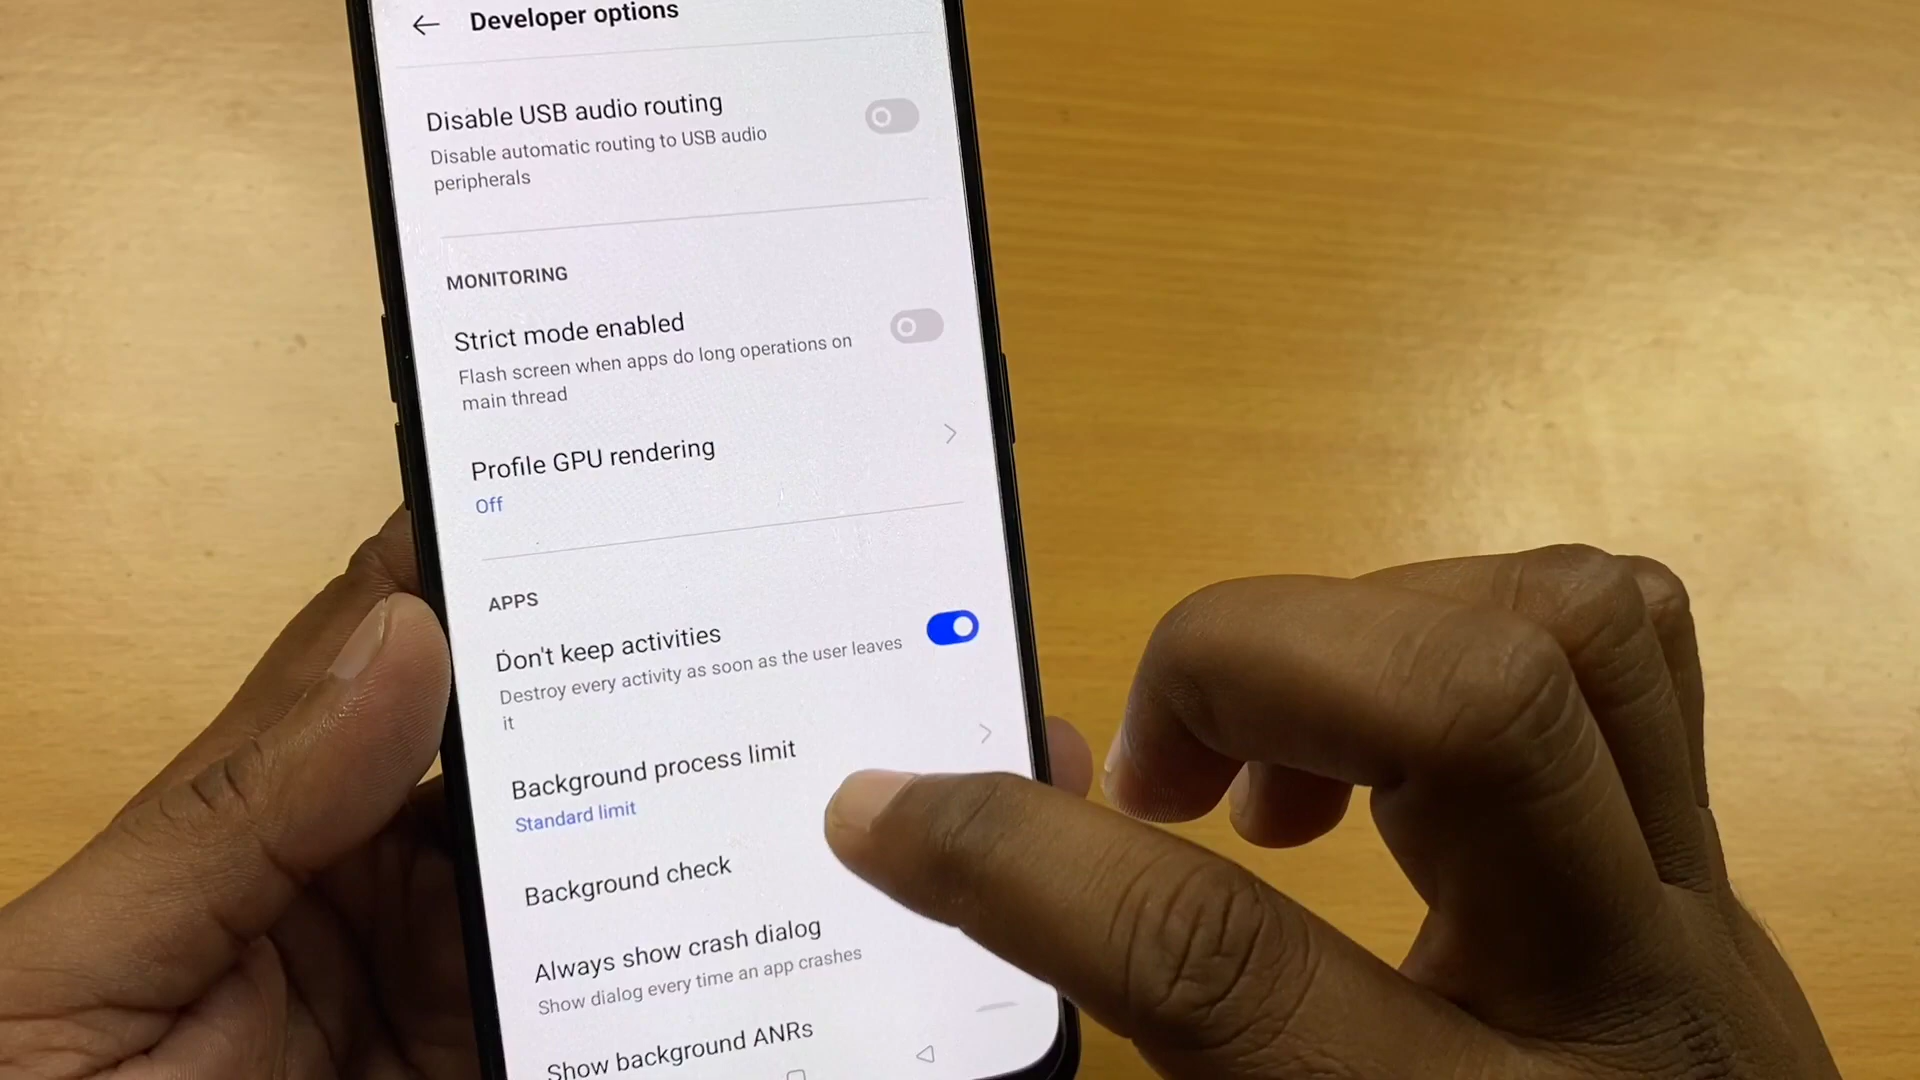 Developer options
Disable USB audio routing
Disable automatic routing to USB audio
peripherals
MONITORING
Strict mode enabled
Flash screen when apps do long operations on
main thread
Profile GPU rendering
Off
APPS
Don't keep activities
Destroy every activity as soon as the user leaves
it
Background process limit
Standard limit
Background check
Always show crash dialog
Show dialog every time an app crashes
Show background ANRs